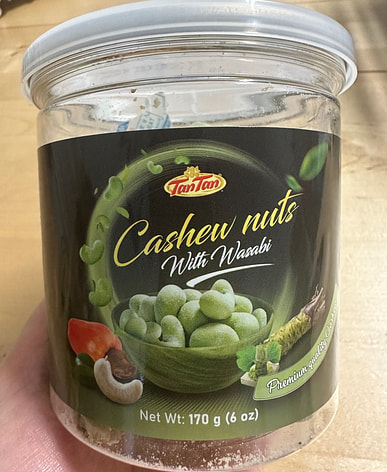 TanTan
Cashew nuts
With Wasabi
Premium quality
Net Wt: 170 g (6 oz)